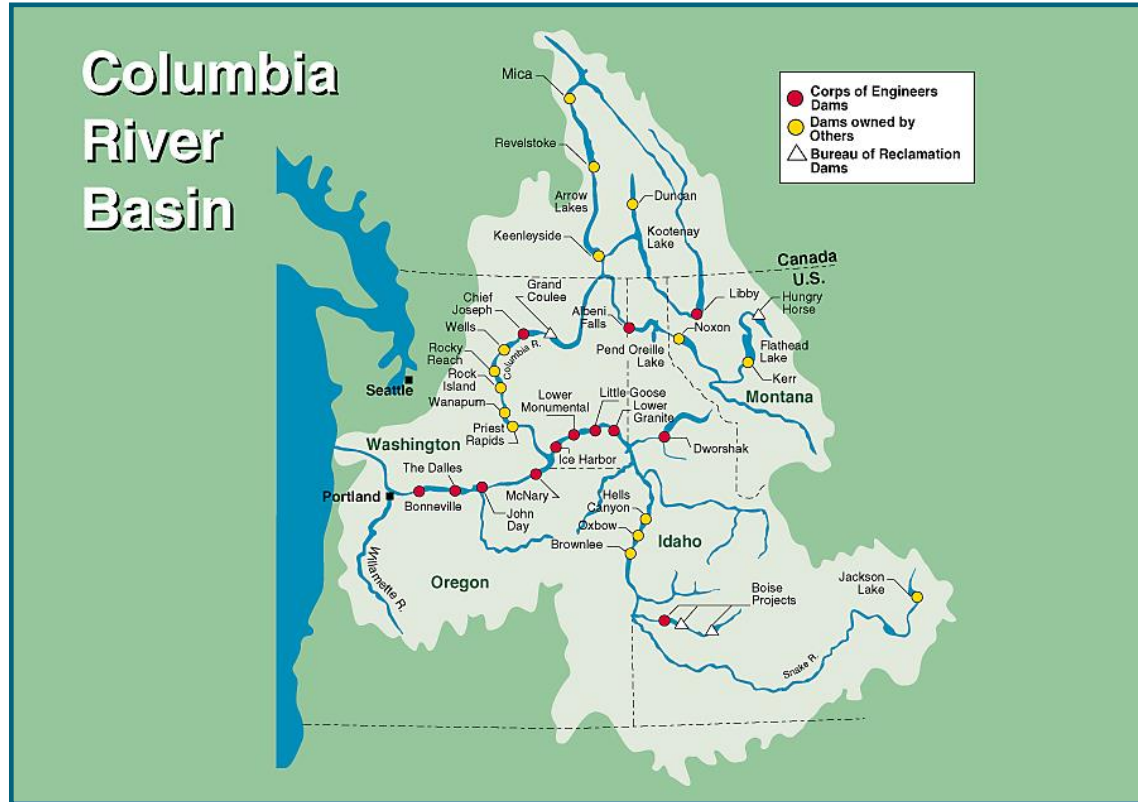 Columbia
River
Basin
Corps of Engineers
Dams
Dams owned by
Others
Bureau of Reclamation
Dams
Mica
Revelstoke
Arrow
Lakes
Duncan
Kootenay
Lake
Keenleyside
Canada
U.S.
Grand
Coulee
Chief
Joseph
Albeni
Falls
Libby
Hungry
Horse
Wells
Noxon
Columbia R.
Pend Oreille
Lake
Flathead
Lake
Rocky
Reach
Kerr
Rock
Island
Seattle
Wanapum
Lower
Monumental
Little Goose
Lower
Granite
Montana
Priest
Rapids
Washington
Ice Harbor
Dworshak
The Dalles
Portland
Bonneville
McNary
John
Day
Hells
Canyon
Oxbow
Brownlee
Idaho
Willamette R.
Oregon
Boise
Projects
Jackson
Lake
Snake R.